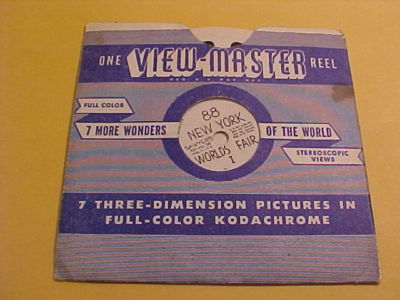 ONE VIEW-MASTER REEL
FULL COLOR
7 MORE WONDERS OF THE WORLD
STEREOSCOPIC
VIEWS
88
NEW YORK
WORLDS FAIR
I
7 THREE-DIMENSION PICTURES IN
FULL-COLOR KODACHROME